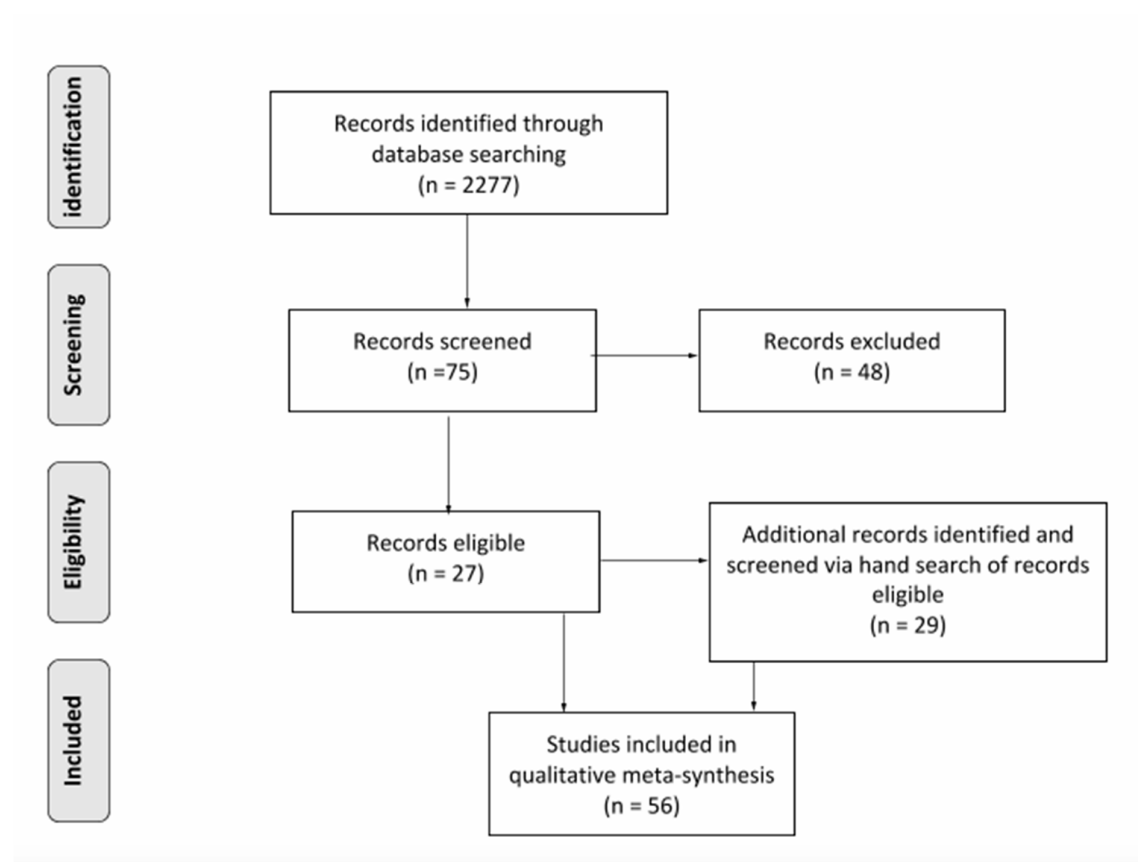 identification
Records identified through
database searching
(n = 2277)
Screening
Records screened
(n =75)
Records excluded
(n = 48)
Eligibility
Records eligible
(n = 27)
Additional records identified and
screened via hand search of records
eligible
(n = 29)
Included
Studies included in
qualitative meta-synthesis
(n = 56)